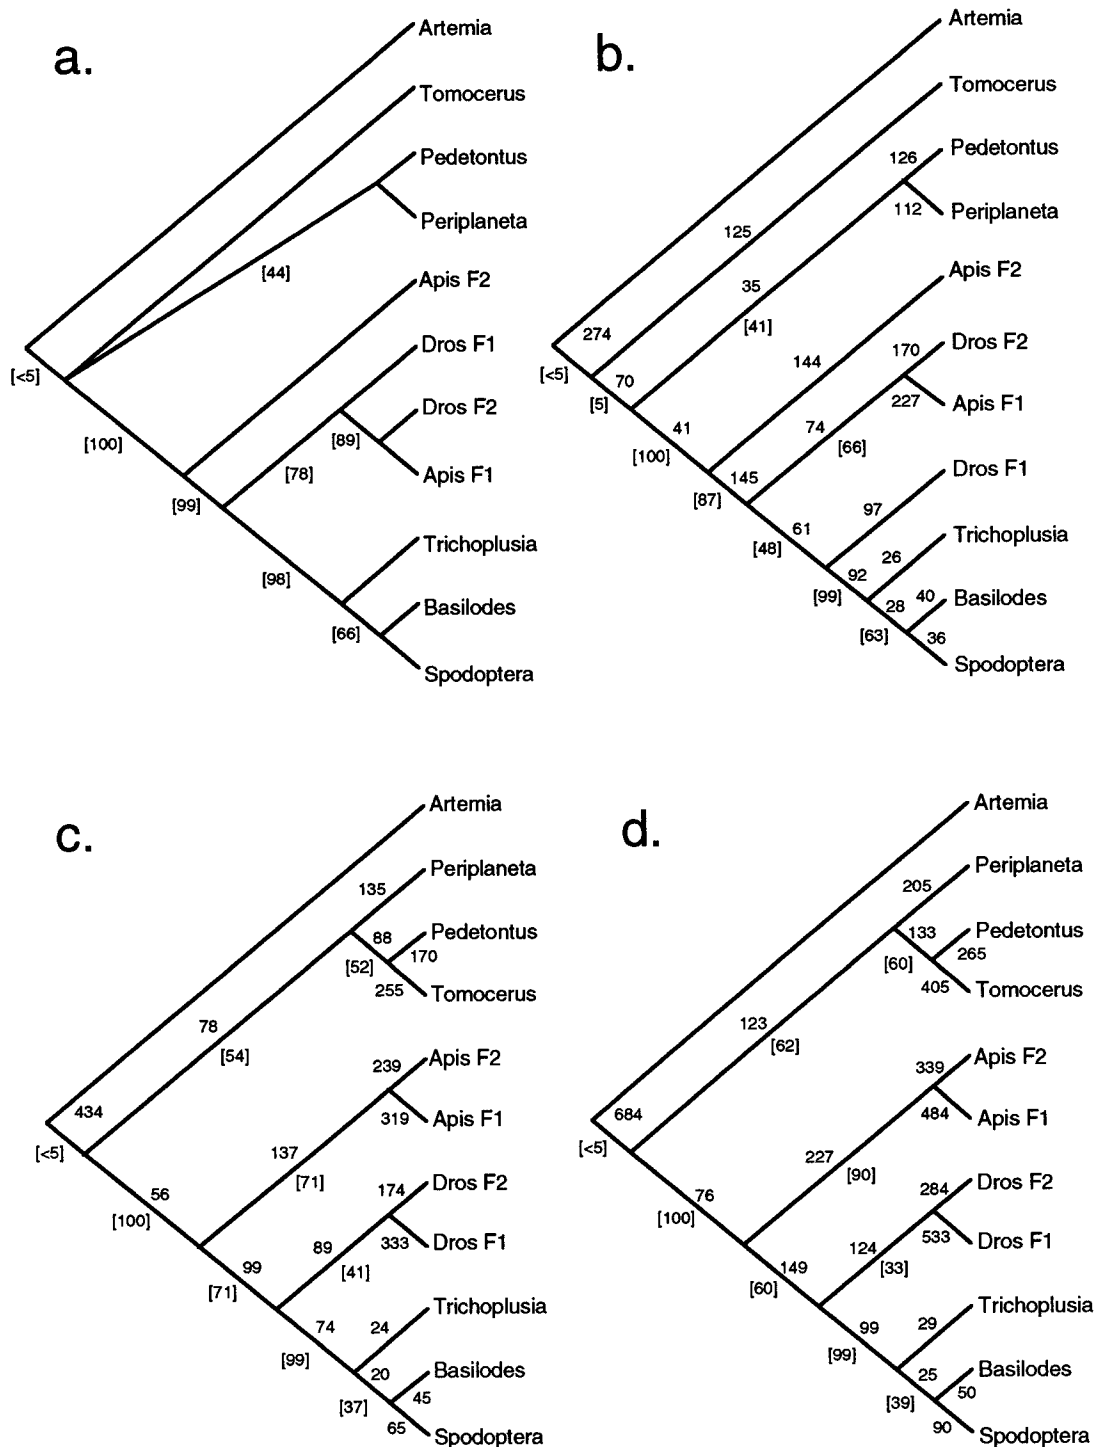 a.
Artemia
Tomocerus
Pedetontus
Periplaneta
[44]
Apis F2
Dros F1
[<5]
Dros F2
[89]
[100]
[78]
Apis F1
[99]
Trichoplusia
[98]
Basilodes
[66]
Spodoptera
b.
Artemia
Tomocerus
126
Pedetontus
112
Periplaneta
125
Apis F2
35
[41]
274
144
170
Dros F2
[<5]
70
227
Apis F1
[5]
74
41
[66]
[100]
145
Dros F1
[87]
97
61
Trichoplusia
[48]
26
92
40
Basilodes
[99]
28
[63]
36
Spodoptera
c.
Artemia
Periplaneta
135
88
Pedetontus
[52]
170
255
Tomocerus
78
[54]
Apis F2
239
434
319
Apis F1
[<5]
137
[71]
Dros F2
56
174
[100]
333
Dros F1
89
99
[41]
[71]
Trichoplusia
74
24
[99]
20
Basilodes
45
[37]
65
Spodoptera
d.
Artemia
Periplaneta
205
133
Pedetontus
[60]
265
405
Tomocerus
123
[62]
Apis F2
339
684
484
Apis F1
[<5]
227
[90]
Dros F2
76
284
[100]
533
Dros F1
124
149
[33]
[60]
Trichoplusia
99
29
[99]
25
Basilodes
50
[39]
90
Spodoptera